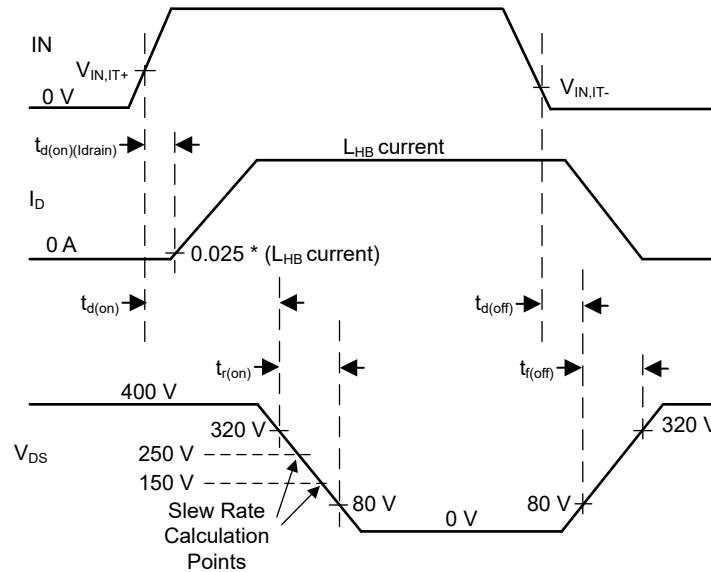 IN
V_IN,IT+
0 V
V_IN,IT-
t_d(on)(Idrain)
L_HB current
I_D
0 A
0.025 * (L_HB current)
t_d(on)
t_d(off)
t_r(on)
t_f(off)
400 V
320 V
320 V
V_DS
250 V
150 V
80 V
0 V
80 V
Slew Rate
Calculation
Points